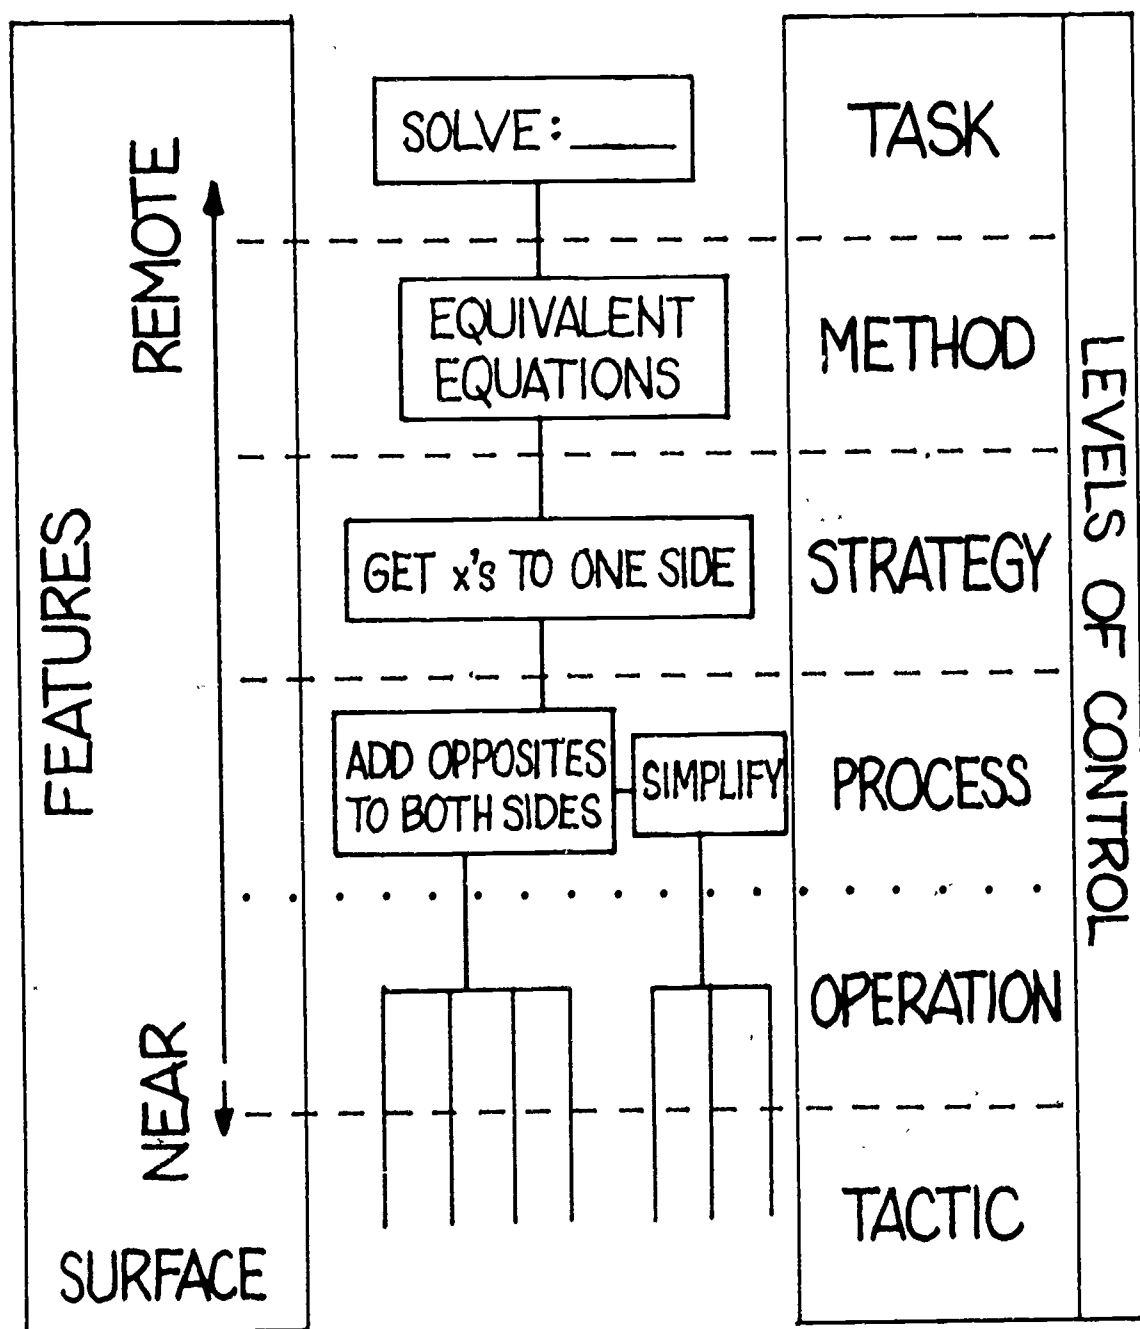 FEATURES
REMOTE
NEAR
SURFACE
SOLVE: ______
EQUIVALENT
EQUATIONS
GET x's TO ONE SIDE
ADD OPPOSITES
TO BOTH SIDES
SIMPLIFY
TASK
METHOD
STRATEGY
PROCESS
OPERATION
TACTIC
LEVELS OF CONTROL